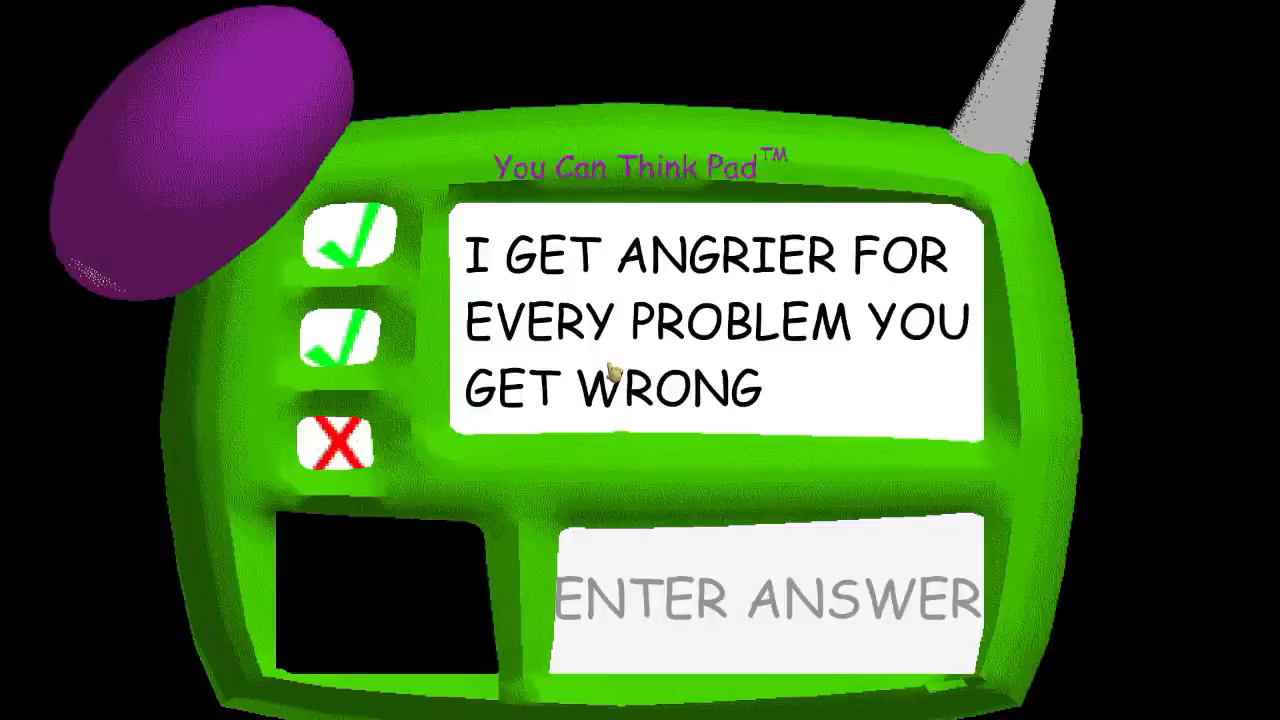 You Can Think Pad™
I GET ANGRIER FOR
EVERY PROBLEM YOU
GET WRONG
ENTER ANSWER